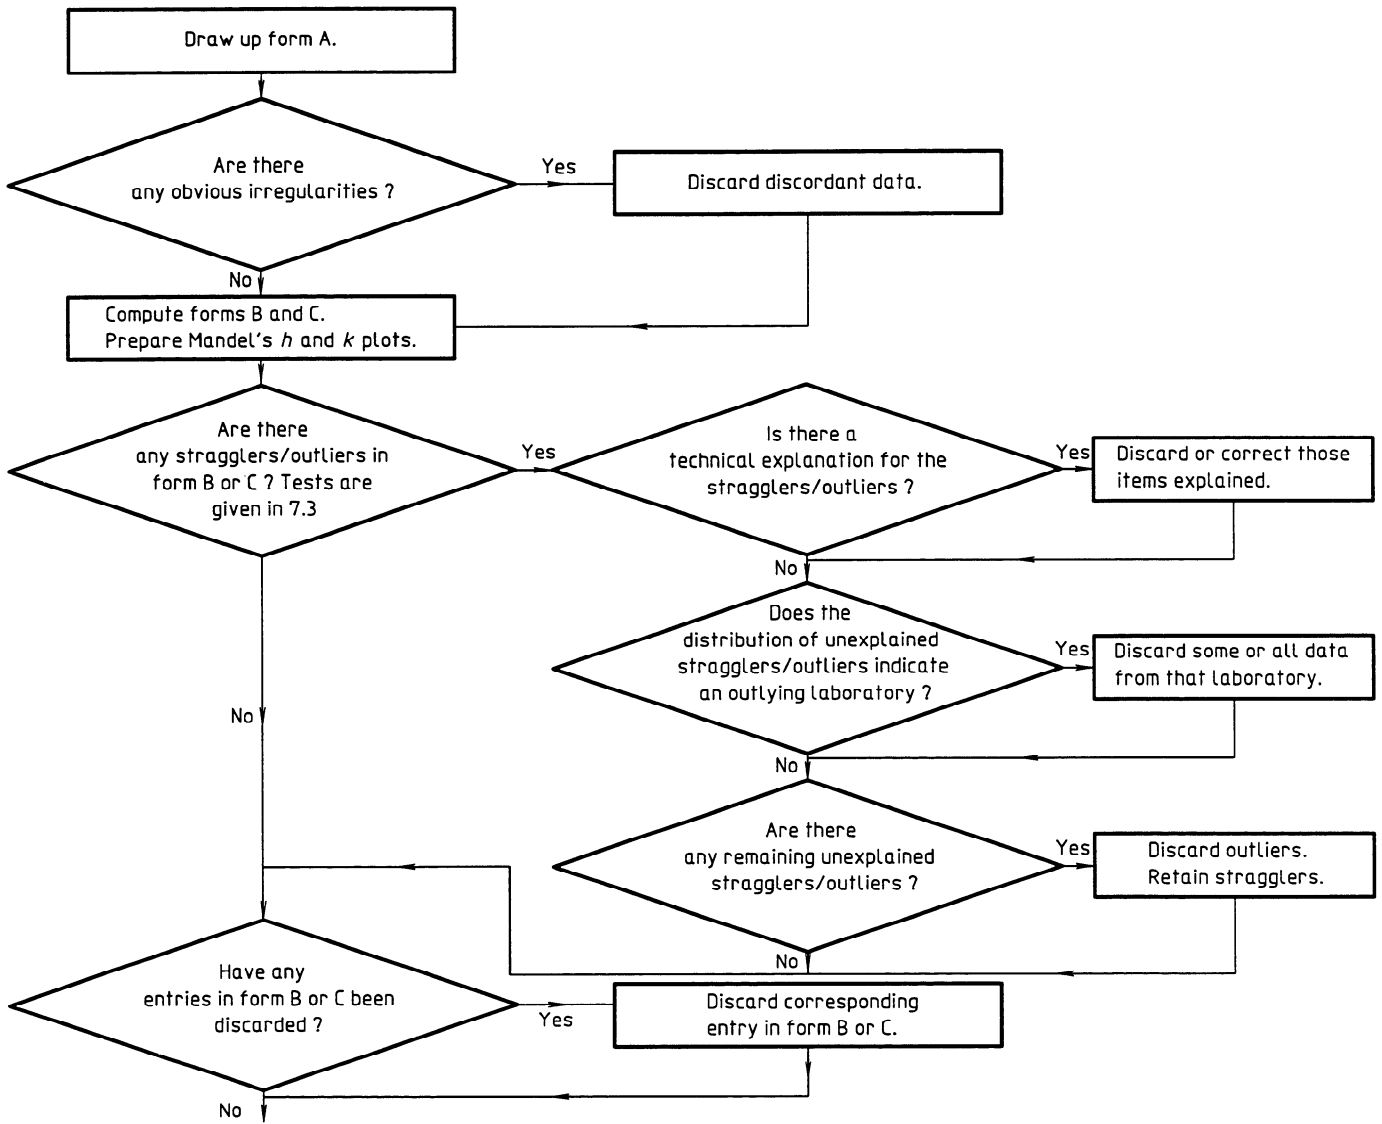 Draw up form A.
Are there
any obvious irregularities ?
Yes
Discard discordant data.
No
Compute forms B and C.
Prepare Mandel's h and k plots.
Are there
any stragglers/outliers in
form B or C ? Tests are
given in 7.3
Yes
Is there a
technical explanation for the
stragglers/outliers ?
Yes
Discard or correct those
items explained.
No
Does the
distribution of unexplained
stragglers/outliers indicate
an outlying laboratory ?
Yes
Discard some or all data
from that laboratory.
No
No
Are there
any remaining unexplained
stragglers/outliers ?
Yes
Discard outliers.
Retain stragglers.
No
Have any
entries in form B or C been
discarded ?
Yes
Discard corresponding
entry in form B or C.
No